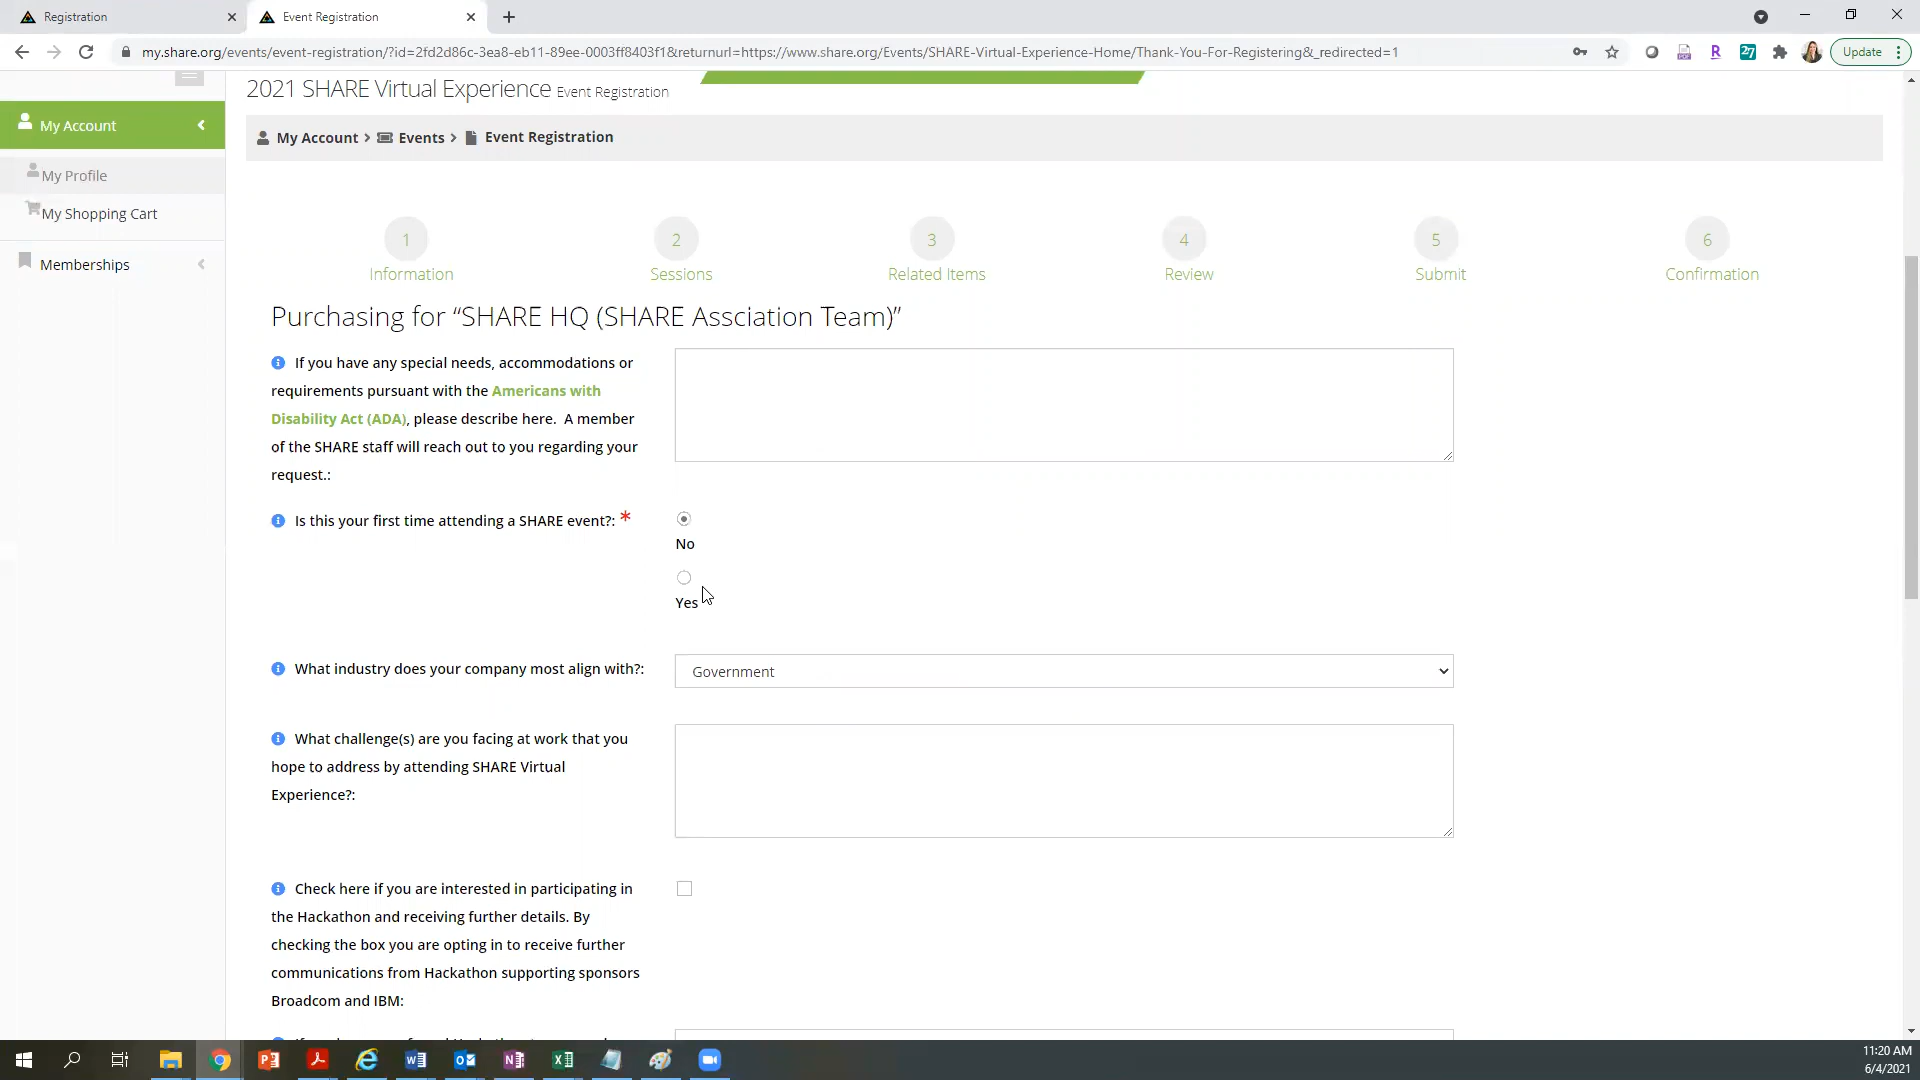 Registration
Event Registration
my.share.org/events/event-registration/?id=2fd2d86c-3ea8-eb11-89ee-0003ff8403f1&returnurl=https://www.share.org/Events/SHARE-Virtual-Experience-Home/Thank-You-For-Registering&_redirected=1
Update
2021 SHARE Virtual Experience Event Registration
My Account
My Profile
My Shopping Cart
Memberships
My Account > Events > Event Registration
1 2 3 4 5 6
Information Sessions Related Items Review Submit Confirmation
Purchasing for “SHARE HQ (SHARE Assciation Team)”
If you have any special needs, accommodations or
requirements pursuant with the Americans with
Disability Act (ADA), please describe here. A member
of the SHARE staff will reach out to you regarding your
request.:
Is this your first time attending a SHARE event?: *
No
Yes
What industry does your company most align with?:
Government
What challenge(s) are you facing at work that you
hope to address by attending SHARE Virtual
Experience?:
Check here if you are interested in participating in
the Hackathon and receiving further details. By
checking the box you are opting in to receive further
communications from Hackathon supporting sponsors
Broadcom and IBM:
11:20 AM
6/4/2021